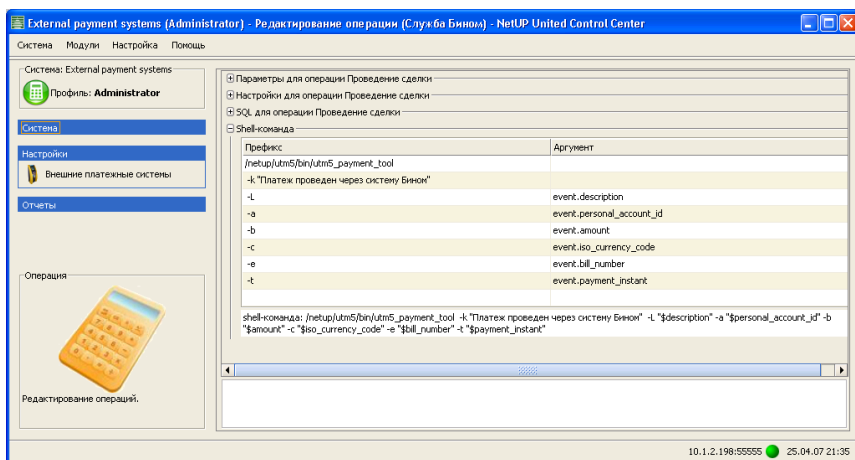 External payment systems (Administrator) - Редактирование операции (Служба Бином) - NetUP United Control Center
Система Модули Настройка Помощь
Система: External payment systems
Профиль: Administrator
Система
Настройки
Внешние платежные системы
Отчеты
Операция
Редактирование операций.
Параметры для операции Проведение сделки
Настройки для операции Проведение сделки
SQL для операции Проведение сделки
Shell-команда
Префикс Аргумент
/netup/utm5/bin/utm5_payment_tool
-k "Платеж проведен через систему Бином"
-L event.description
-a event.personal_account_id
-b event.amount
-c event.iso_currency_code
-e event.bill_number
-t event.payment_instant
shell-команда: /netup/utm5/bin/utm5_payment_tool -k "Платеж проведен через систему Бином" -L "$description" -a "$personal_account_id" -b
"$amount" -c "$iso_currency_code" -e "$bill_number" -t "$payment_instant"
10.1.2.198:55555 25.04.07 21:35